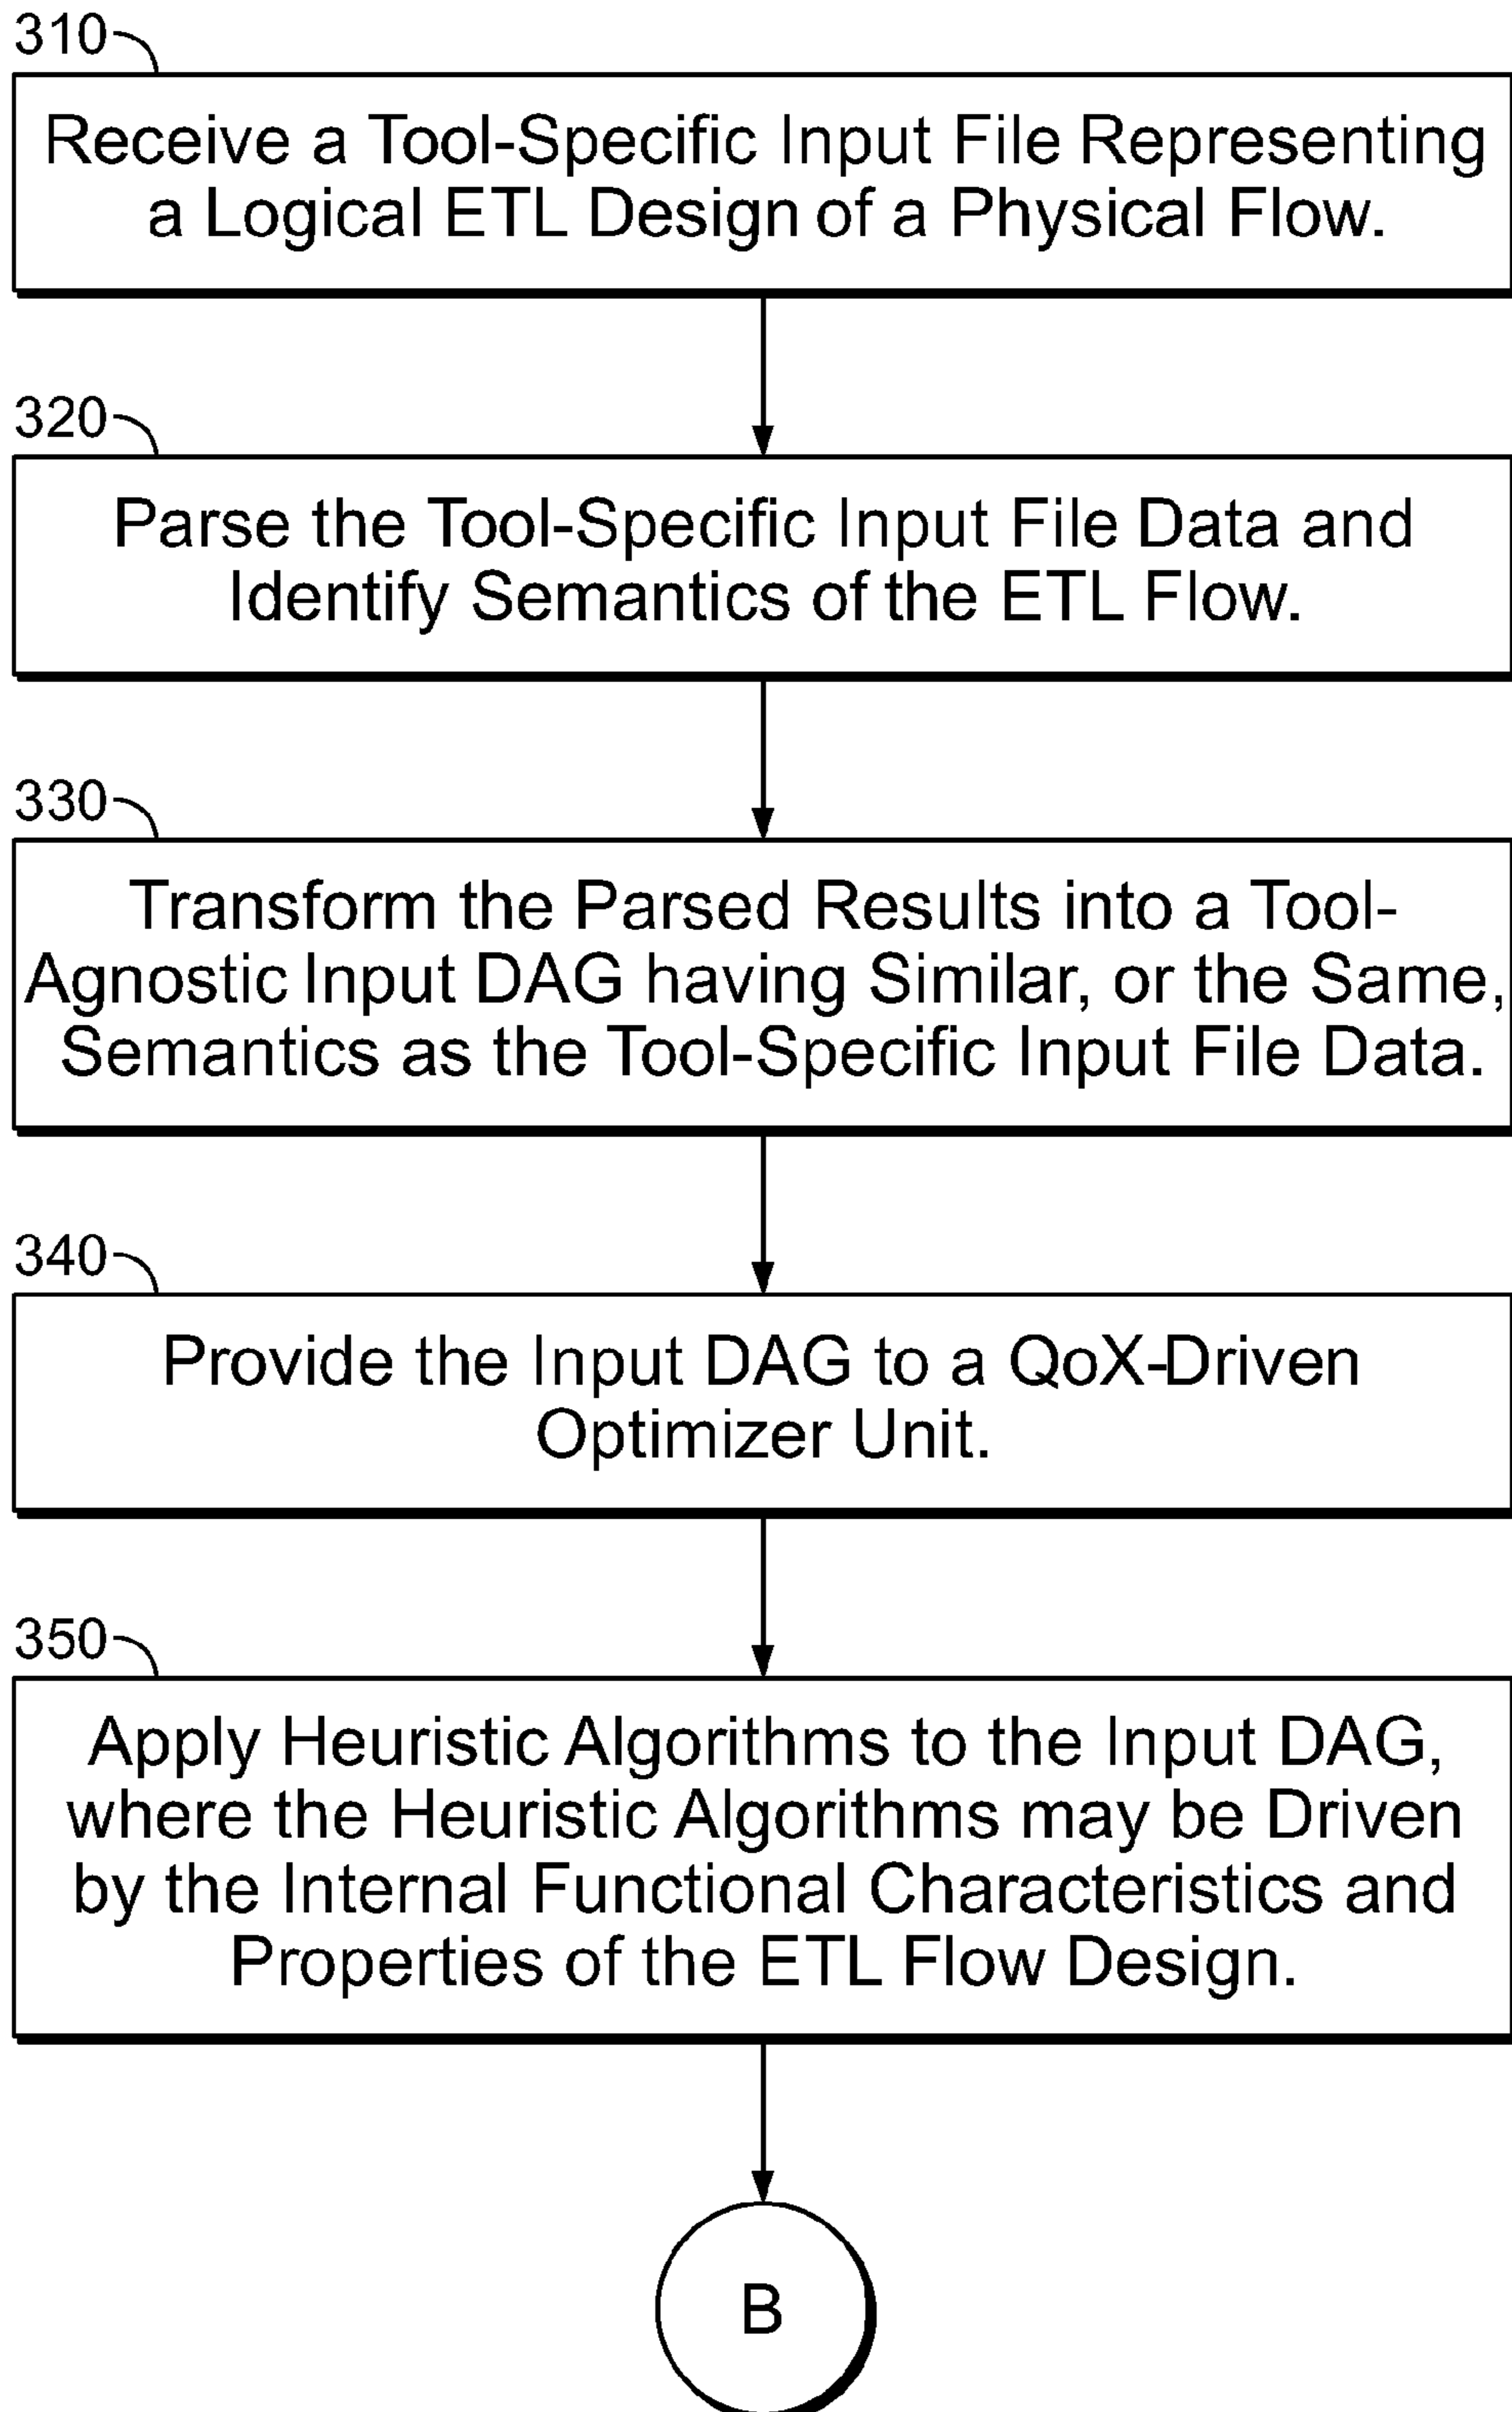 310
Receive a Tool-Specific Input File Representing
a Logical ETL Design of a Physical Flow.
320
Parse the Tool-Specific Input File Data and
Identify Semantics of the ETL Flow.
330
Transform the Parsed Results into a Tool-
Agnostic Input DAG having Similar, or the Same,
Semantics as the Tool-Specific Input File Data.
340
Provide the Input DAG to a QoX-Driven
Optimizer Unit.
350
Apply Heuristic Algorithms to the Input DAG,
where the Heuristic Algorithms may be Driven
by the Internal Functional Characteristics and
Properties of the ETL Flow Design.
B